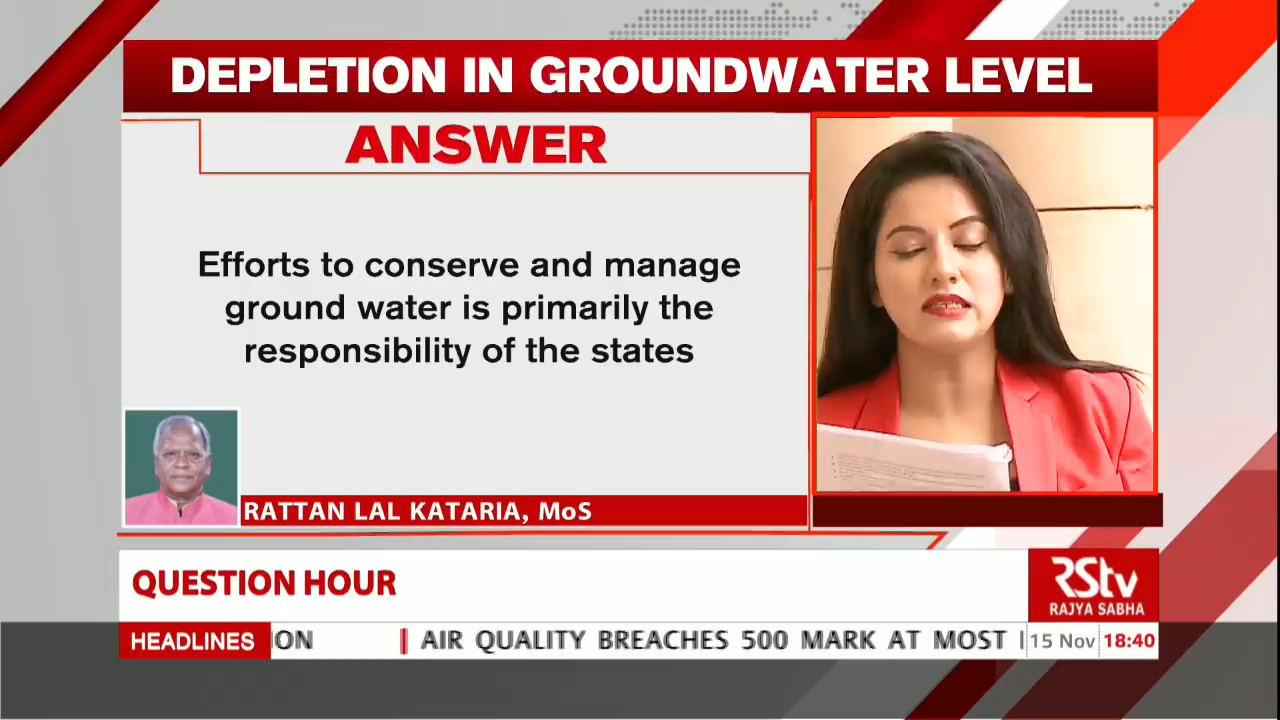 DEPLETION IN GROUNDWATER LEVEL
ANSWER
Efforts to conserve and manage
ground water is primarily the
responsibility of the states
RATTAN LAL KATARIA, MoS
QUESTION HOUR
RStv
RAJYA SABHA
HEADLINES
ION | AIR QUALITY BREACHES 500 MARK AT MOST
15 Nov 18:40